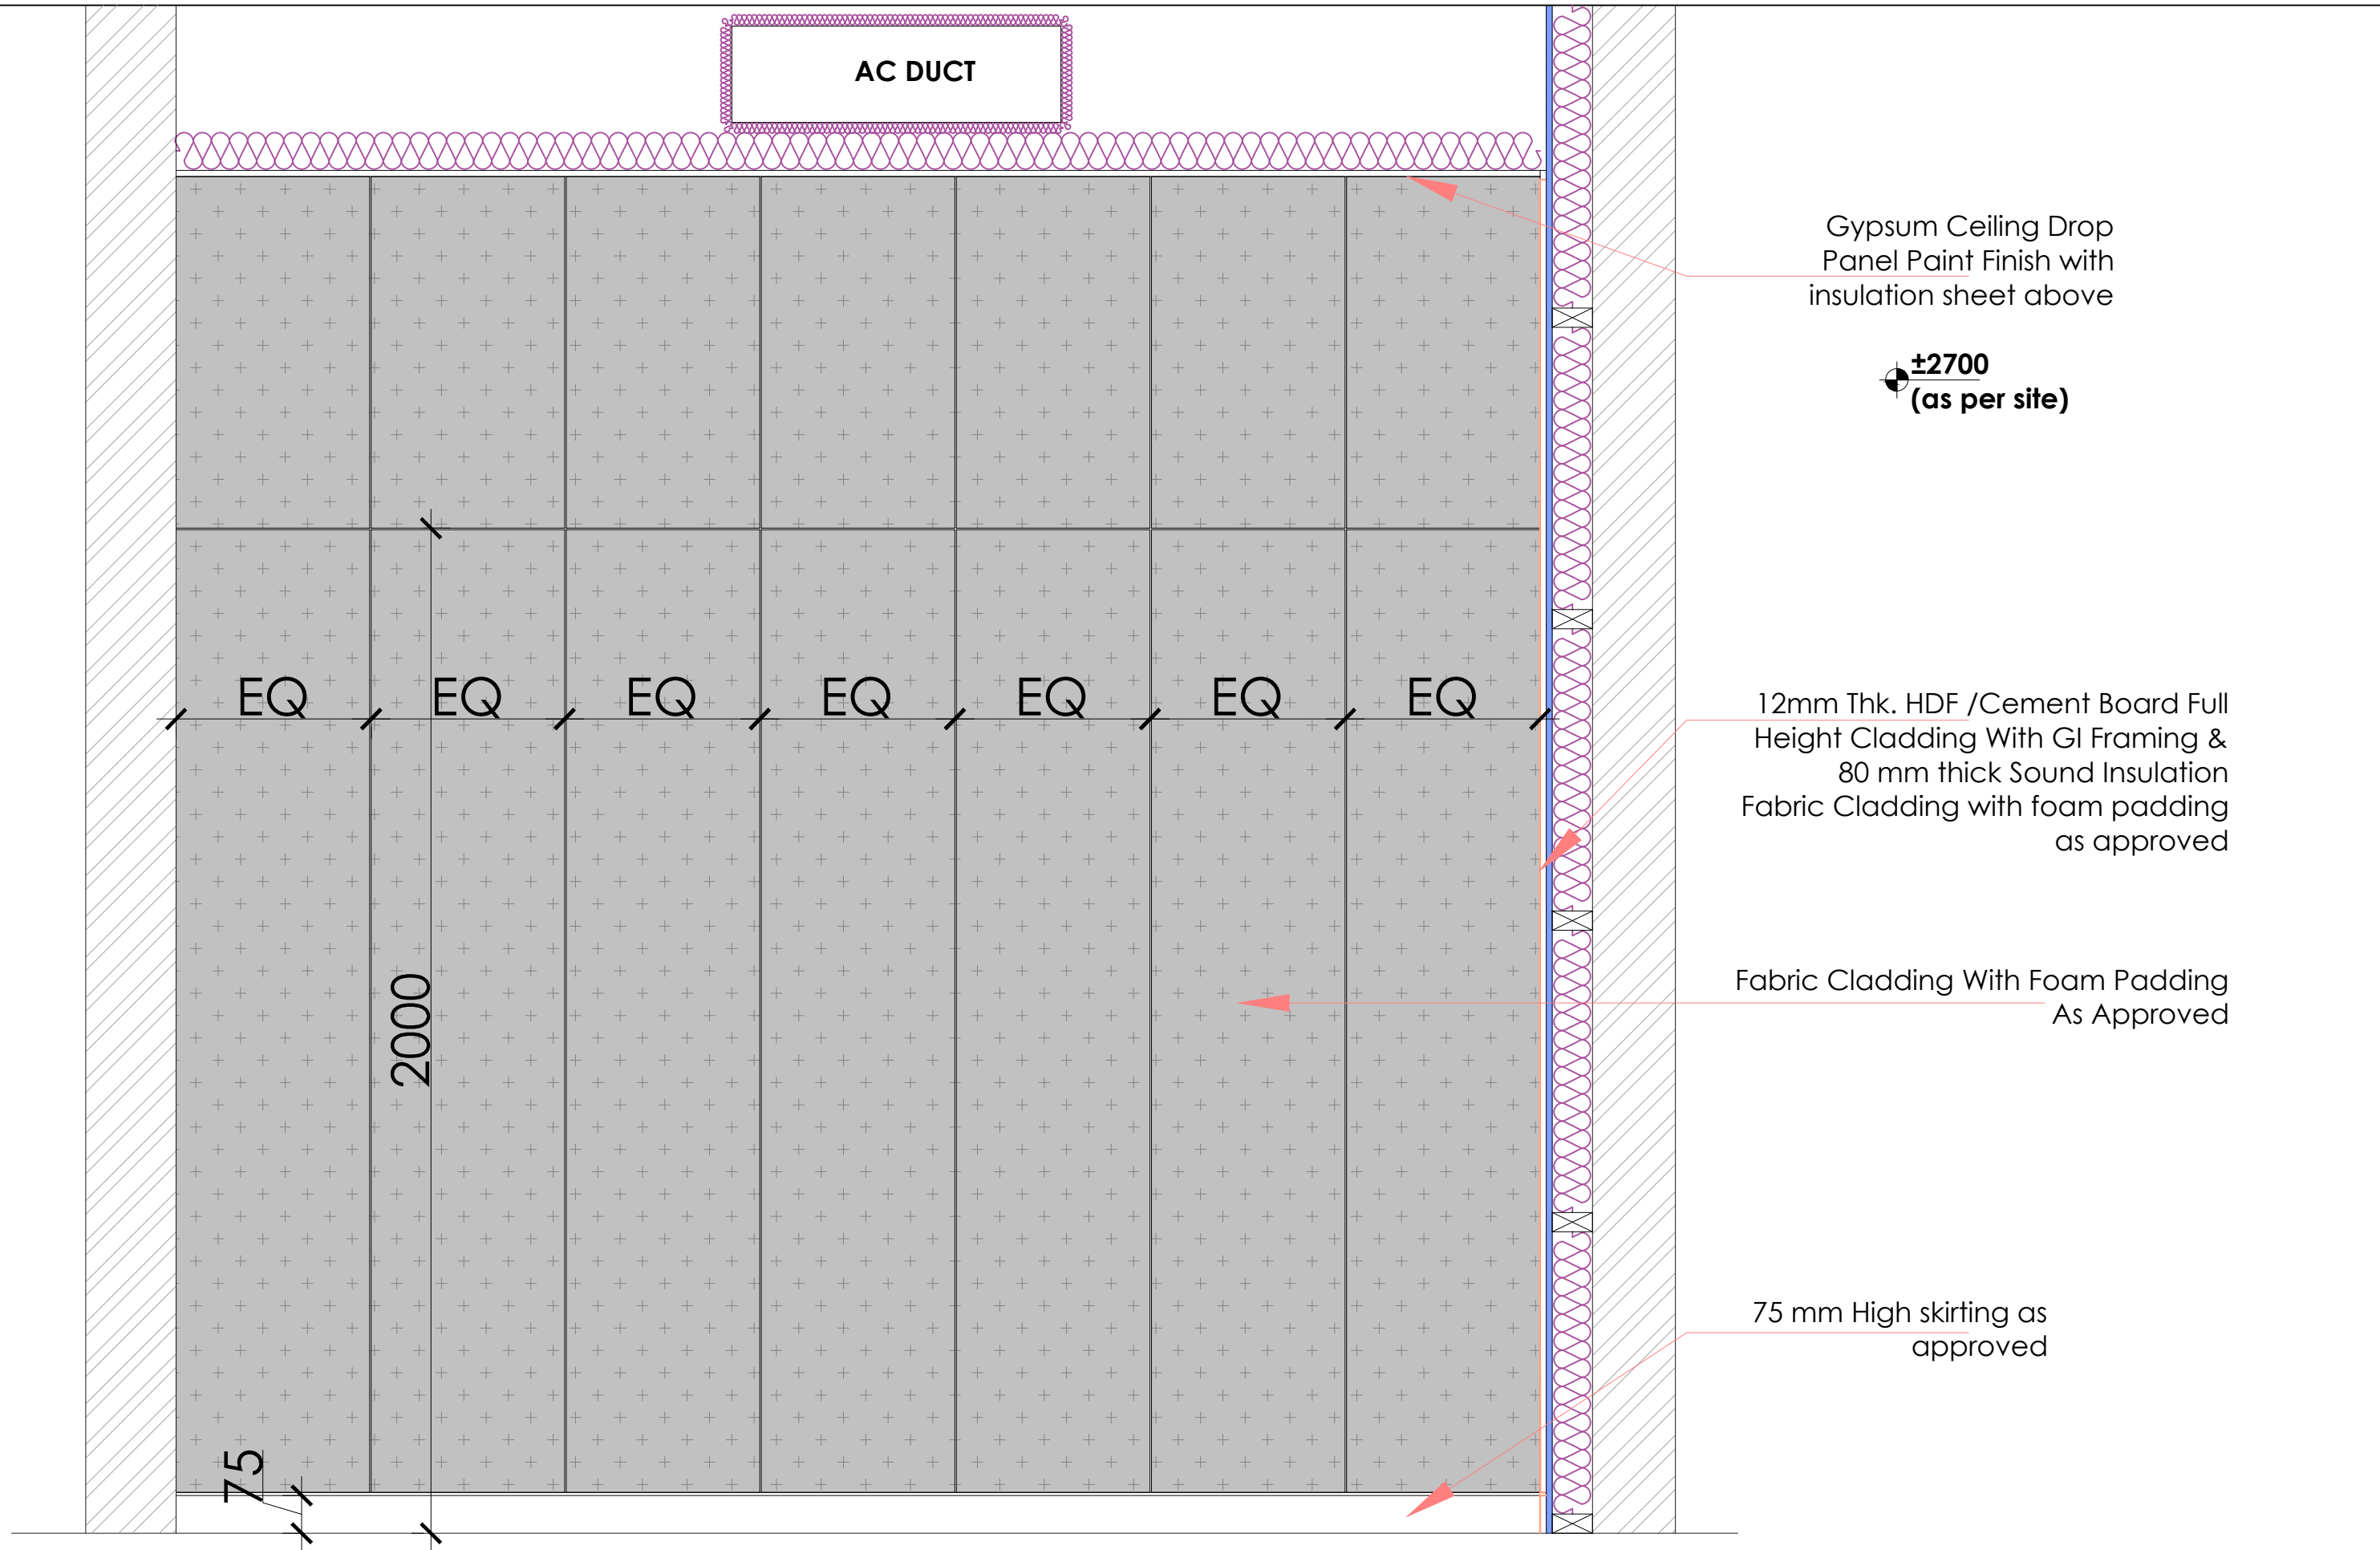 AC DUCT
Gypsum Ceiling Drop
Panel Paint Finish with
insulation sheet above
±2700
(as per site)
EQ EQ EQ EQ EQ EQ EQ
12mm Thk. HDF /Cement Board Full
Height Cladding With GI Framing &
80 mm thick Sound Insulation
Fabric Cladding with foam padding
as approved
2000
Fabric Cladding With Foam Padding
As Approved
75 mm High skirting as
approved
75